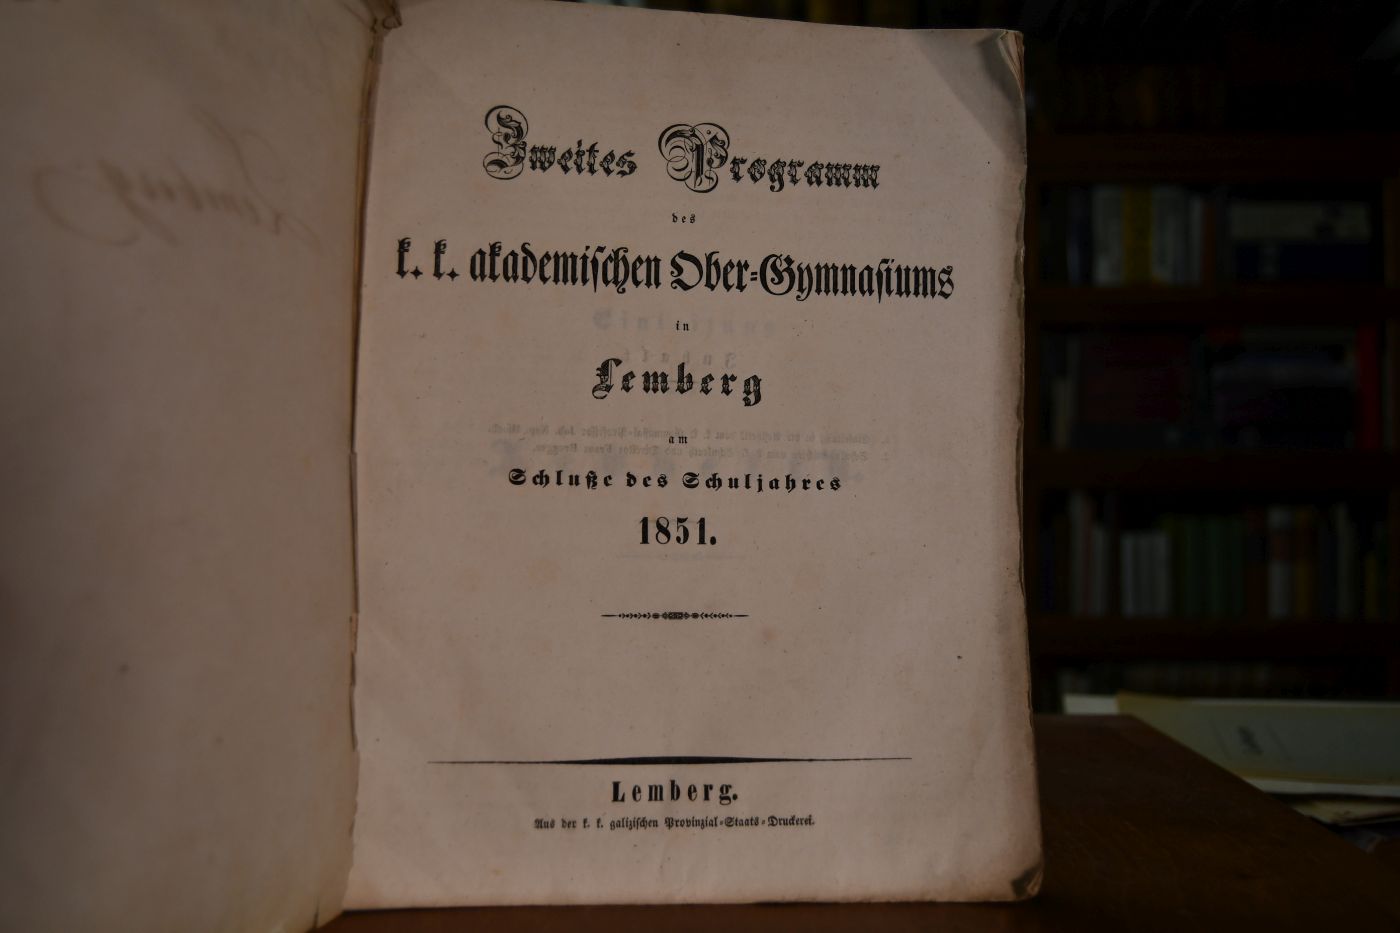 Lemberg
Zweites Programm
des
k. k. akademischen Ober-Gymnasiums
in
Lemberg
am
Schluße des Schuljahres
1851.
Lemberg.
Aus der k. k. galizischen Provinzial-Staats-Druckerei.